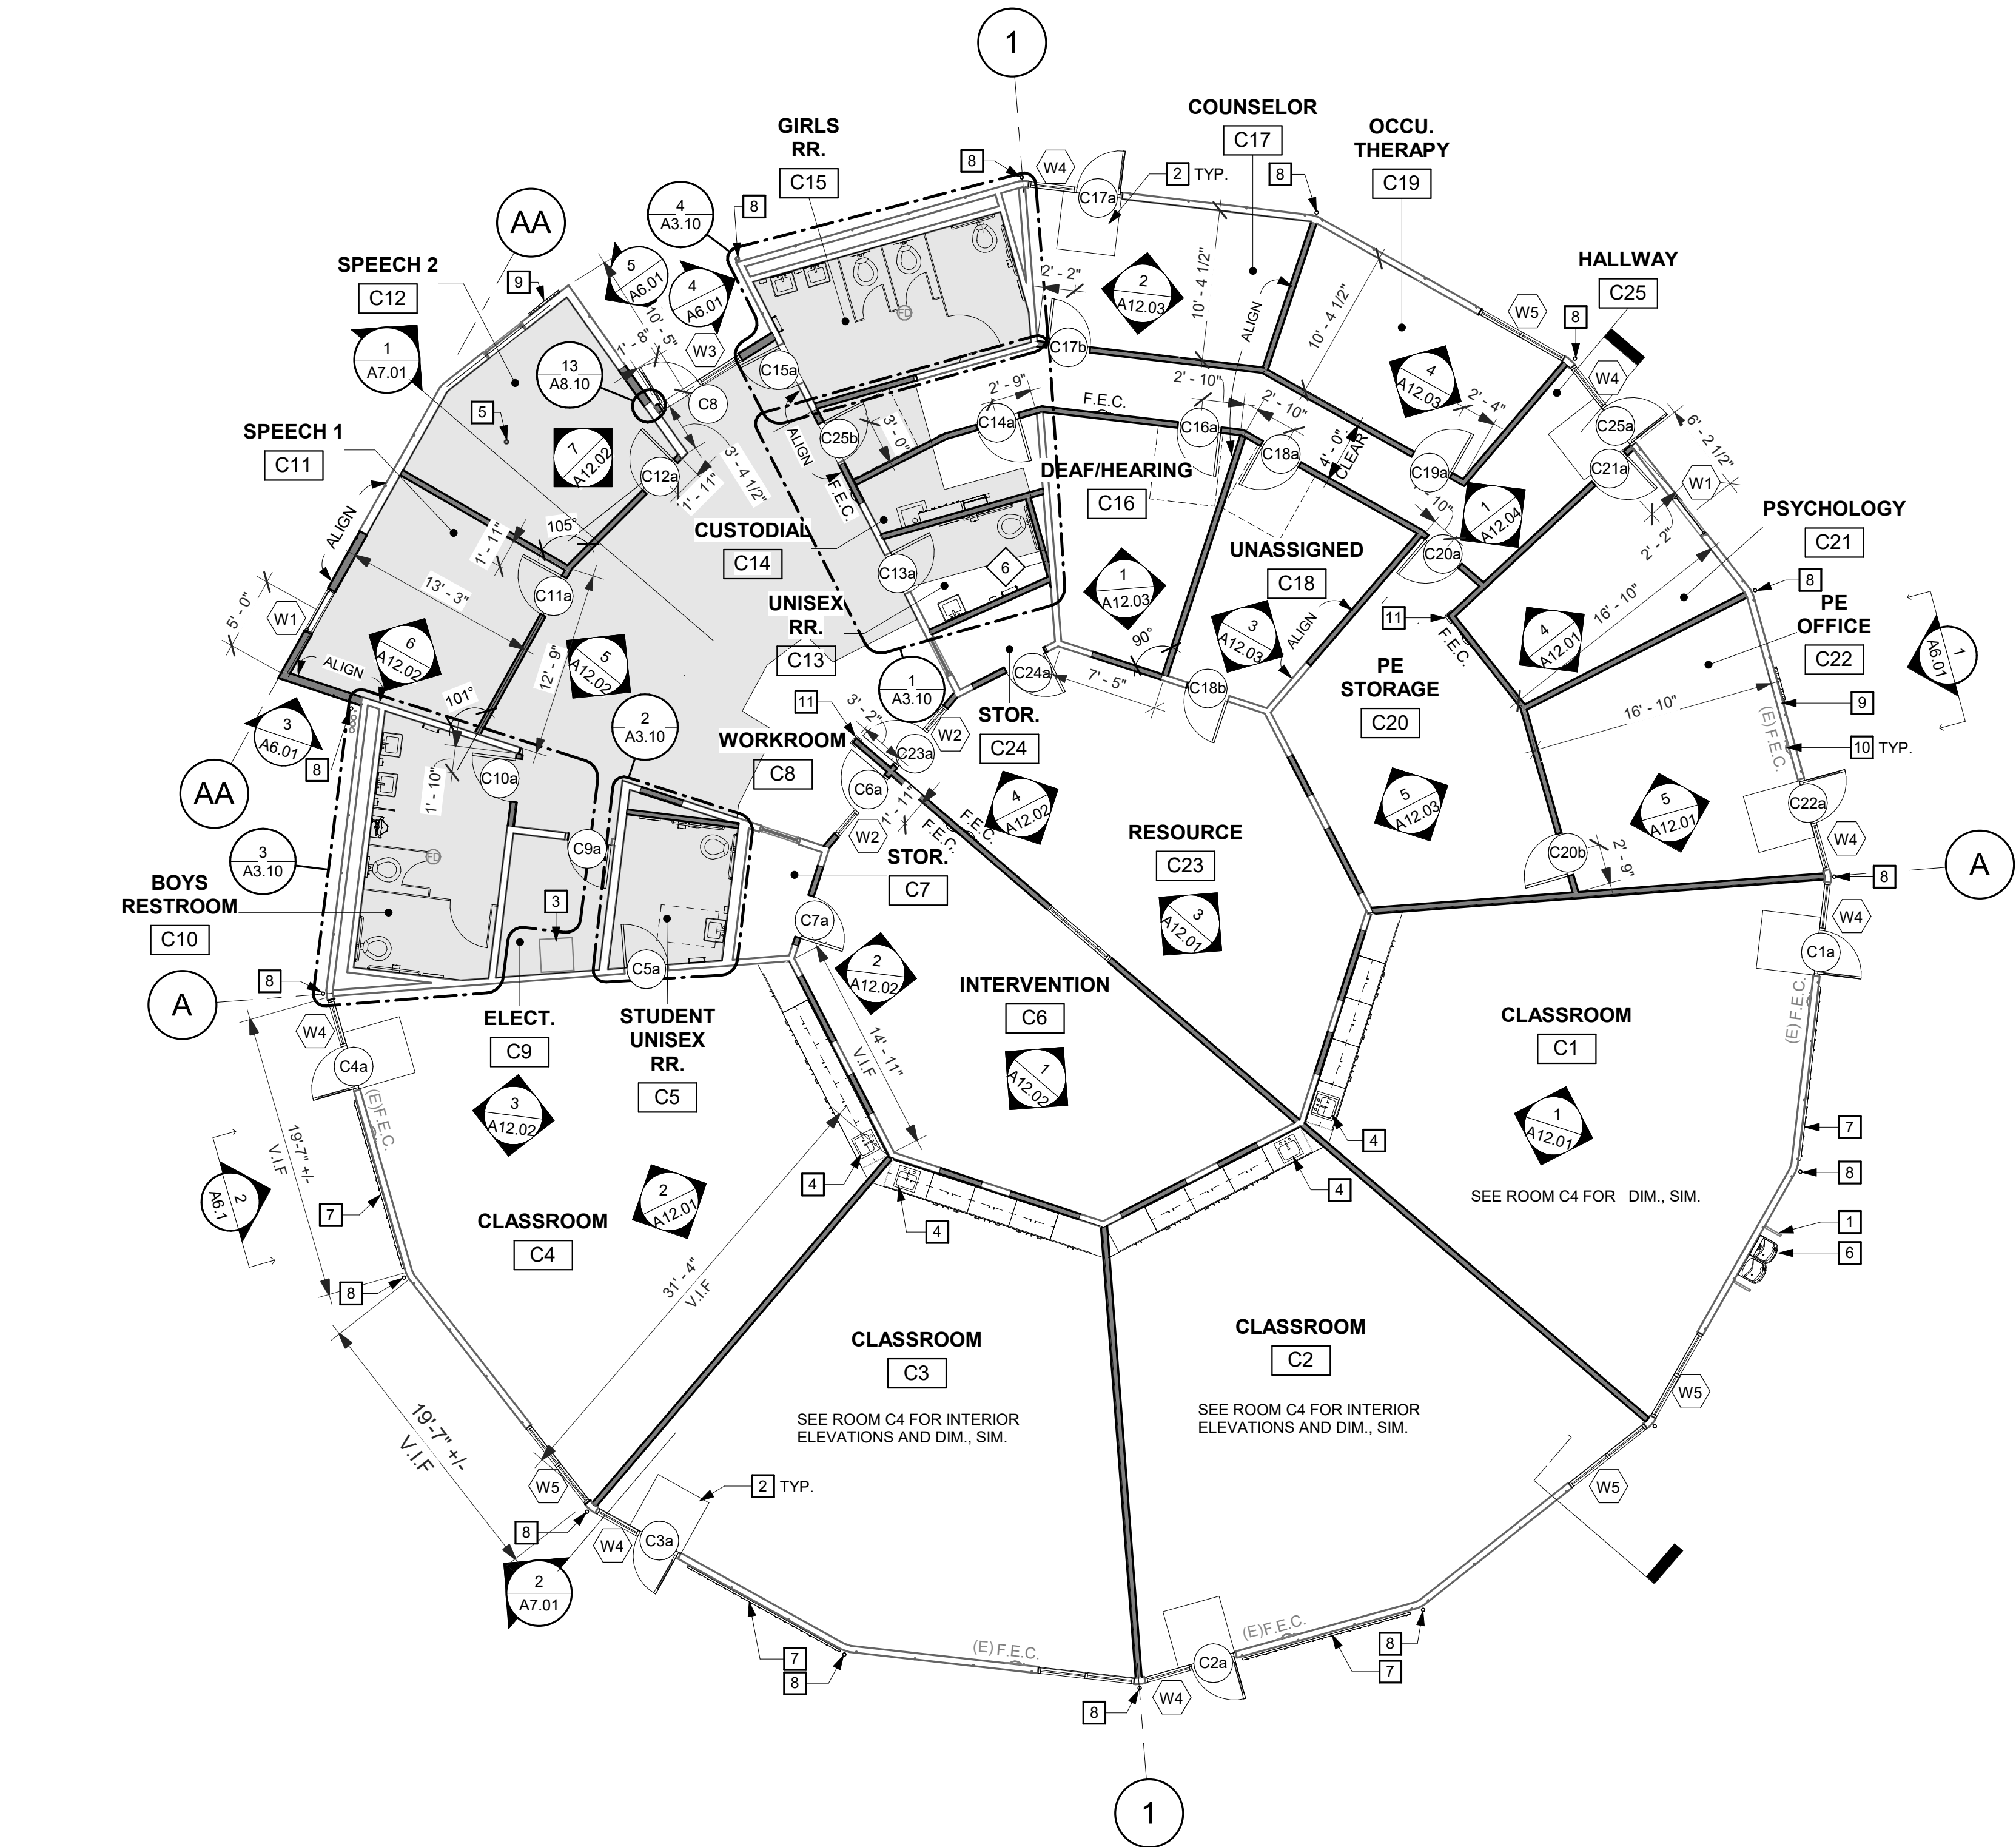 1
COUNSELOR
C17
GIRLS
RR.
C15
OCCU.
THERAPY
C19
8
W4
C17a
2 TYP.
8
4
A3.10
8
AA
SPEECH 2
C12
9
5
A6.01
4
A6.01
HALLWAY
C25
W5
8
W4
1
A7.01
13
A8.10
10' - 5"
1' - 8"
W3
C15a
C8
FD
2' - 2"
2
A12.03
10' - 4 1/2"
ALIGN
10' - 4 1/2"
C17b
4
A12.03
2' - 4"
C25a
6' - 2 1/2"
SPEECH 1
C11
5
7
A12.02
C12a
3' - 4 1/2"
1' - 11"
ALIGN
C25b
3' - 0"
2' - 9"
C14a
F.E.C.
2' - 10"
C16a
2' - 10"
C18a
4' - 0"
CLEAR
C19a
C21a
W1
2' - 2"
F.E.C.
DEAF/HEARING
C16
CUSTODIAL
C14
1
A12.04
C20a
PSYCHOLOGY
C21
ALIGN
105°
1' - 11"
C11a
13' - 3"
5' - 0"
W1
C13a
6
UNISEX
RR.
C13
1
A12.03
UNASSIGNED
C18
3
A12.03
ALIGN
11
F.E.C.
16' - 10"
4
A12.01
8
PE
OFFICE
C22
1
A6.01
ALIGN
6
A12.02
5
A12.02
12' - 9"
101°
90°
7' - 5"
C24a
C18b
PE
STORAGE
C20
16' - 10"
9
(E) F.E.C.
10 TYP.
3
A6.01
8
AA
2
A3.10
1
A3.10
11
3' - 2"
W2
STOR.
C24
C23a
C6a
WORKROOM
C8
C10a
1' - 10"
1' - 11"
F.E.C.
F.E.C.
4
A12.02
W2
RESOURCE
C23
5
A12.03
5
A12.01
C22a
W4
C20b
2' - 9"
8
A
3
A3.10
BOYS
RESTROOM
C10
FD
C9a
3
STOR.
C7
C7a
3
A12.01
W4
C1a
A
8
W4
C4a
C5a
2
A12.02
INTERVENTION
C6
CLASSROOM
C1
(E) F.E.C.
ELECT.
C9
STUDENT
UNISEX
RR.
C5
14' - 11"
V.I.F
1
A12.02
3
A12.02
(E)F.E.C.
19'-7" +/-
V.I.F
1
A12.01
7
4
4
8
2
A6.1
7
2
A12.01
4
4
SEE ROOM C4 FOR DIM., SIM.
CLASSROOM
C4
1
6
8
31' - 4"
V.I.F
CLASSROOM
C3
CLASSROOM
C2
SEE ROOM C4 FOR INTERIOR
ELEVATIONS AND DIM., SIM.
SEE ROOM C4 FOR INTERIOR
ELEVATIONS AND DIM., SIM.
W5
19'-7" +/-
V.I.F
W5
2 TYP.
W5
8
W4
C3a
2
A7.01
7
8
(E) F.E.C.
(E)F.E.C.
C2a
8
7
W4
8
1